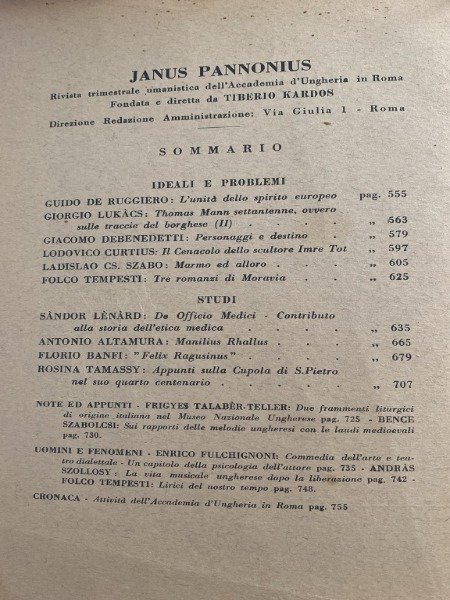 JANUS PANNONIUS
Rivista trimestrale umanistica dell'Accademia d'Ungheria in Roma
Fondata e diretta da TIBERIO KARDOS
Direzione Redazione Amministrazione: Via Giulia 1 - Roma
SOMMARIO
IDEALI E PROBLEMI
GUIDO DE RUGGIERO: L'unità dello spirito europeo pag. 555
GIORGIO LUKÀCS: Thomas Mann settantenne, ovvero
sulle traccie del borghese (II) . . . . „ 563
GIACOMO DEBENEDETTI: Personaggi e destino . . „ 579
LODOVICO CURTIUS: Il Cenacolo dello scultore Imre Tot „ 597
LADISLAO CS. SZABO: Marmo ed alloro . . . . „ 605
FOLCO TEMPESTI: Tre romanzi di Moravia . . . „ 625
STUDI
SÀNDOR LÈNÀRD: De Officio Medici - Contributo
alla storia dell'etica medica . . . . „ 635
ANTONIO ALTAMURA: Manilius Rhallus . . . „ 665
FLORIO BANFI: "Felix Ragusinus" . . . . „ 679
ROSINA TAMASSY: Appunti sulla Cupola di S.Pietro
nel suo quarto centenario . . . . . „ 707
NOTE ED APPUNTI - FRIGYES TALABÈR-TELLER: Due frammenti liturgici
di origine italiana nel Museo Nazionale Ungherese pag. 725 - BENCE
SZABOLCSI: Sui rapporti delle melodie ungheresi con le laudi medioevali
pag. 730.
UOMINI E FENOMENI - ENRICO FULCHIGNONI: Commedia dell'arte e tea-
tro dialettale - Un capitolo della psicologia dell'attore pag. 735 - ANDRÀS
SZOLLOSY: La vita musicale ungherese dopo la liberazione pag. 742 -
FOLCO TEMPESTI: Lirici del nostro tempo pag. 748.
CRONACA - Attività dell'Accademia d'Ungheria in Roma pag. 755